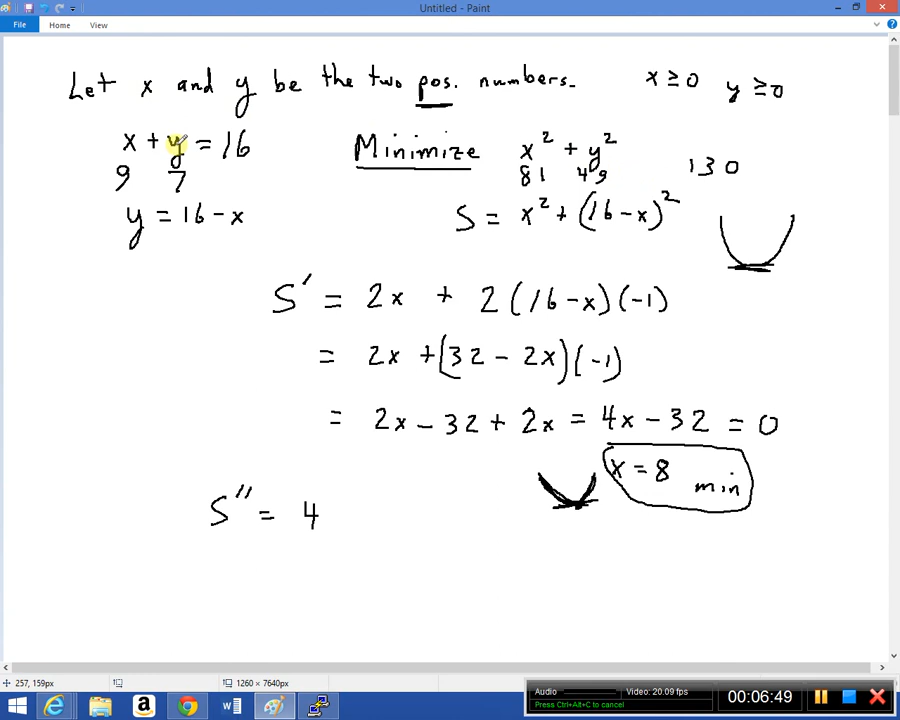 Untitled - Paint
File Home View
Let x and y be the two pos. numbers. x ≥ 0 y ≥ 0
x + y = 16 Minimize x² + y² 130
9 7 81 49
y = 16 - x S = x² + (16 - x)²
S' = 2x + 2(16 - x)(-1)
= 2x + (32 - 2x)(-1)
= 2x - 32 + 2x = 4x - 32 = 0
x = 8 min
S'' = 4
257, 159px 1260 × 7640px
Audio Video: 20.09 fps 00:06:49
Press Ctrl+Alt+C to cancel